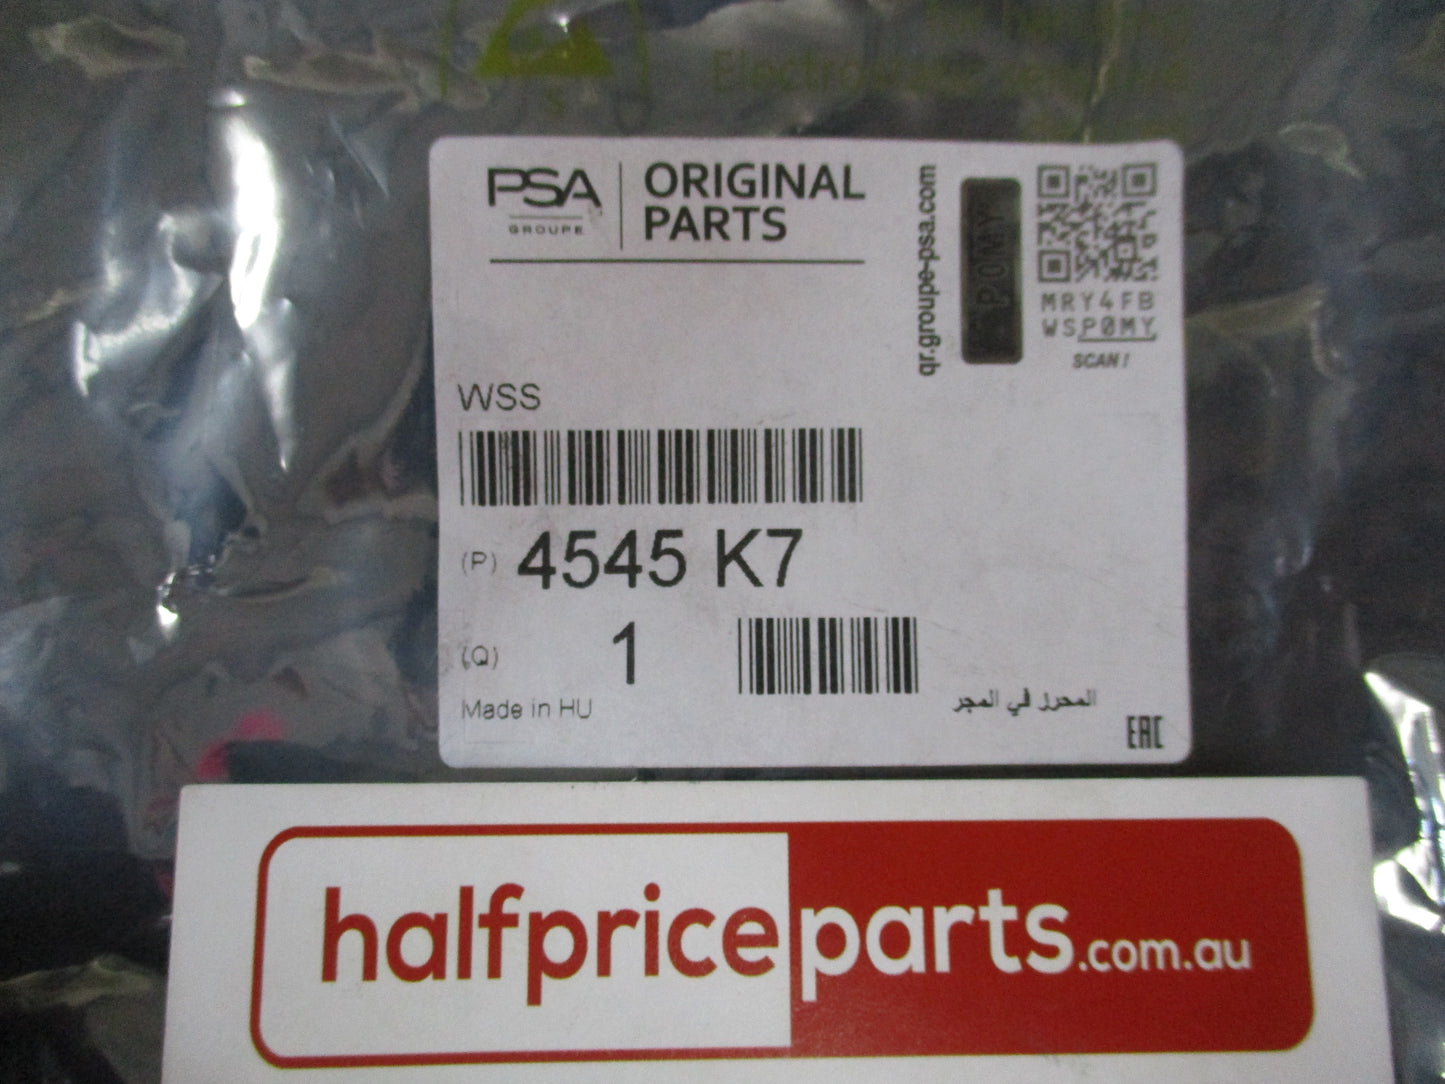 PSA
GROUPE
ORIGINAL
PARTS
qr.groupe-psa.com
P0MY
MRY4FB
WSP0MY
SCAN !
WSS
(P) 4545 K7
(Q) 1
Made in HU
المحرز في المجر
EAC
halfpriceparts.com.au